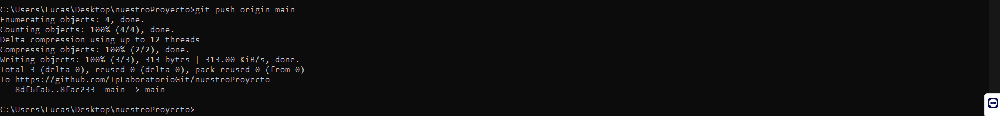 C:\Users\Lucas\Desktop\nuestroProyecto>git push origin main
Enumerating objects: 4, done.
Counting objects: 100% (4/4), done.
Delta compression using up to 12 threads
Compressing objects: 100% (2/2), done.
Writing objects: 100% (3/3), 313 bytes | 313.00 KiB/s, done.
Total 3 (delta 0), reused 0 (delta 0), pack-reused 0 (from 0)
To https://github.com/TpLaboratorioGit/nuestroProyecto
   8df6fa6..8fac233  main -> main
C:\Users\Lucas\Desktop\nuestroProyecto>